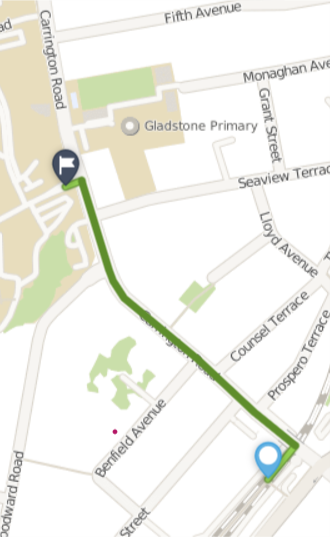 Fifth Avenue
Carrington Road
Monaghan Ave
Grant Street
Gladstone Primary
Seaview Terrac
Lloyd Avenue
Counsel Terrace
Carrington Road
Prospero Terrace
Benfield Avenue
oodward Road
Street